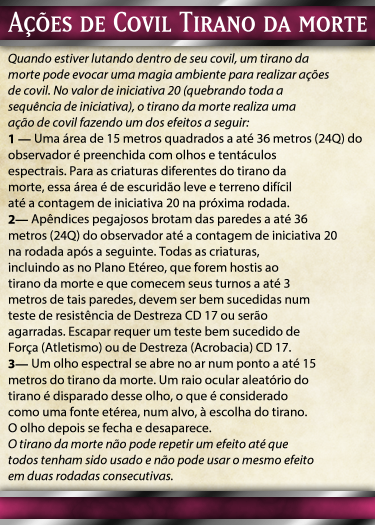 Ações de Covil Tirano da morte
Quando estiver lutando dentro de seu covil, um tirano da
morte pode evocar uma magia ambiente para realizar ações
de covil. No valor de iniciativa 20 (quebrando toda a
sequência de iniciativa), o tirano da morte realiza uma
ação de covil fazendo um dos efeitos a seguir:
1 — Uma área de 15 metros quadrados a até 36 metros (24Q) do
observador é preenchida com olhos e tentáculos
espectrais. Para as criaturas diferentes do tirano da
morte, essa área é de escuridão leve e terreno difícil
até a contagem de iniciativa 20 na próxima rodada.
2— Apêndices pegajosos brotam das paredes a até 36
metros (24Q) do observador até a contagem de iniciativa 20
na rodada após a seguinte. Todas as criaturas,
incluindo as no Plano Etéreo, que forem hostis ao
tirano da morte e que comecem seus turnos a até 3
metros de tais paredes, devem ser bem sucedidas num
teste de resistência de Destreza CD 17 ou serão
agarradas. Escapar requer um teste bem sucedido de
Força (Atletismo) ou de Destreza (Acrobacia) CD 17.
3— Um olho espectral se abre no ar num ponto a até 15
metros do tirano da morte. Um raio ocular aleatório do
tirano é disparado desse olho, o que é considerado
como uma fonte etérea, num alvo, à escolha do tirano.
O olho depois se fecha e desaparece.
O tirano da morte não pode repetir um efeito até que
todos tenham sido usado e não pode usar o mesmo efeito
em duas rodadas consecutivas.